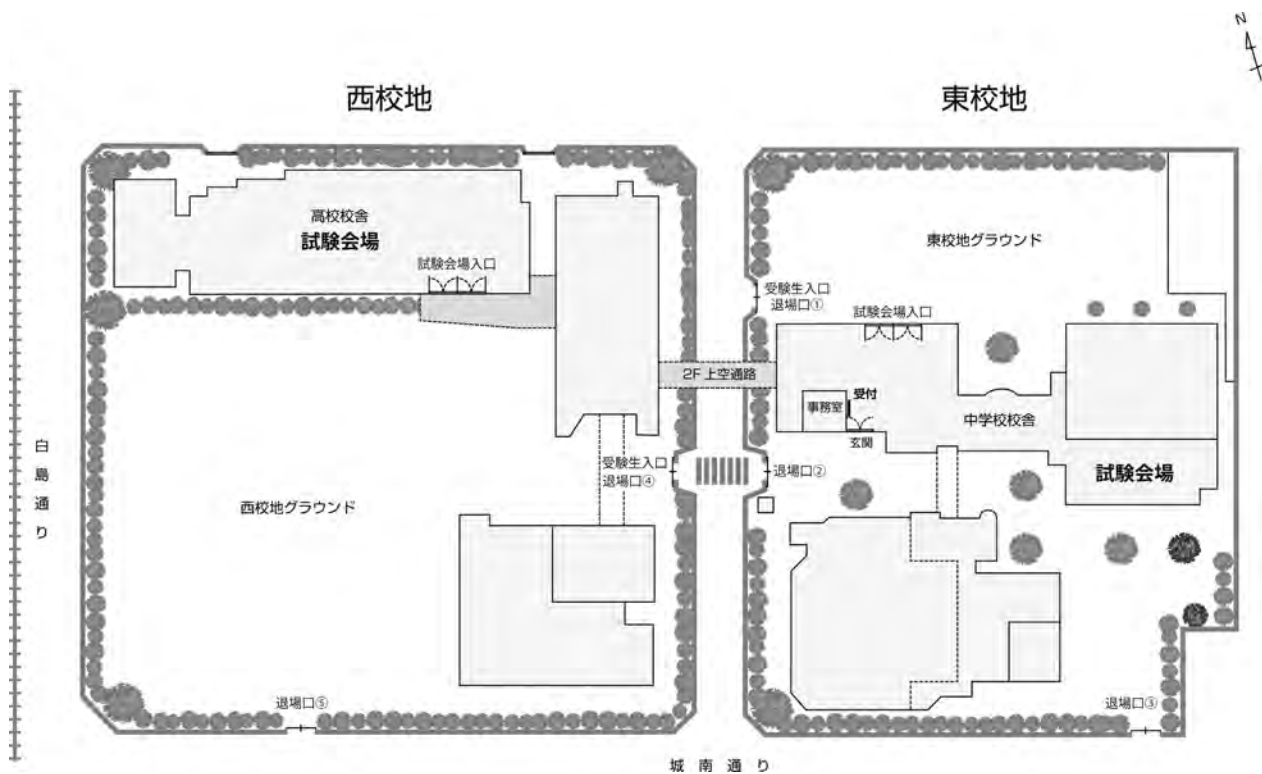 N
西校地
東校地
高校校舎
試験会場
試験会場入口
東校地グラウンド
受験生入口
退場口①
試験会場入口
2F 上空通路
受付
事務室
玄関
中学校校舎
試験会場
受験生入口
退場口④
退場口②
西校地グラウンド
白島通り
退場口⑤
退場口③
城南通り